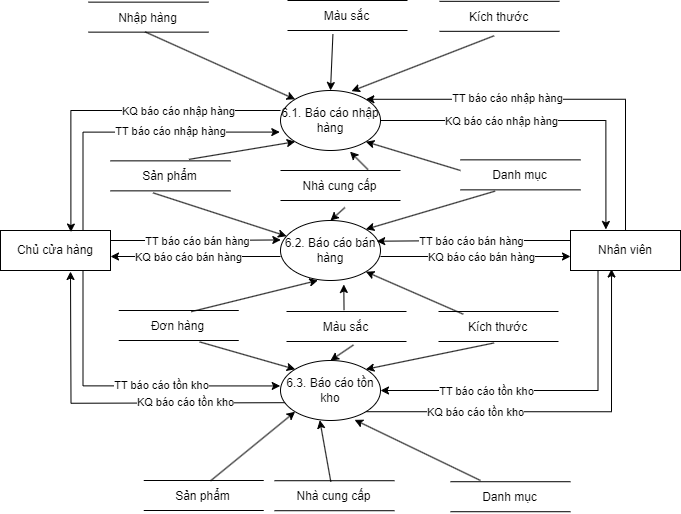 Nhập hàng
Màu sắc
Kích thước
6.1. Báo cáo nhập
hàng
KQ báo cáo nhập hàng
TT báo cáo nhập hàng
TT báo cáo nhập hàng
KQ báo cáo nhập hàng
Sản phẩm
Nhà cung cấp
Danh mục
Chủ cửa hàng
TT báo cáo bán hàng
KQ báo cáo bán hàng
6.2. Báo cáo bán
hàng
TT báo cáo bán hàng
KQ báo cáo bán hàng
Nhân viên
Đơn hàng
Màu sắc
Kích thước
TT báo cáo tồn kho
KQ báo cáo tồn kho
6.3. Báo cáo tồn
kho
TT báo cáo tồn kho
KQ báo cáo tồn kho
Sản phẩm
Nhà cung cấp
Danh mục